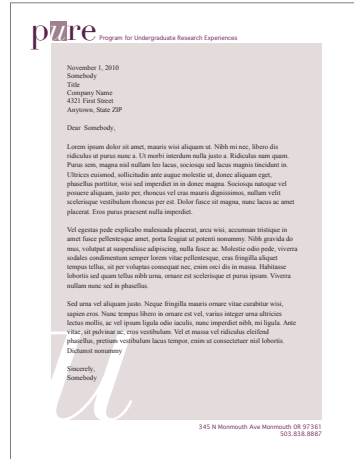 pure Program for Undergraduate Research Experiences
November 1, 2010
Somebody
Title
Company Name
4321 First Street
Anytown, State ZIP
Dear Somebody,
Lorem ipsum dolor sit amet, mauris wisi aliquam ut. Nibh mi nec, libero dis
ridiculus ut purus nunc a. Ut morbi interdum nulla justo a. Ridiculus nam quam.
Purus sem, magna nisl nullam leo lacus, sociosqu sed lacus magnis tincidunt in.
Ultrices euismod, sollicitudin ante augue molestie ut, donec aliquam eget,
phasellus porttitor, wisi sed imperdiet in in donec magna. Sociosqu natoque vel
posuere aliquam, justo per, rhoncus vel cras mauris dignissimos, nullam velit
scelerisque vestibulum rhoncus per est. Dolor fusce sit magna, nunc lacus ac amet
placerat. Eros purus praesent nulla imperdiet.
Vel egestas pede explicabo malesuada placerat, arcu wisi, accumsan tristique in
amet fusce pellentesque amet, porta feugiat ut potenti nonummy. Nibh gravida do
mus, volutpat at suspendisse adipiscing, nulla fusce ac. Molestie odio pede, viverra
sodales condimentum semper lorem vitae pellentesque, cras fringilla aliquet
tempus tellus, sit per voluptas consequat nec, enim orci dis in massa. Habitasse
lobortis sed quam tellus nibh urna, ornare est scelerisque et purus ipsum. Viverra
nullam nunc sed in phasellus.
Sed urna vel aliquam justo. Neque fringilla mauris ornare vitae curabitur wisi,
sapien eros. Nunc tempus libero in ornare est vel, varius integer urna ultricies
lectus mollis, ac vel ipsum ligula odio iaculis, nunc imperdiet nibh, mi ligula. Ante
vitae, sit pulvinar ac, eros vestibulum. Vel et massa vel ridiculus eleifend
phasellus, pretium vestibulum lacus tempor, enim ut consectetuer nisl lobortis.
Dictumst nonummy
Sincerely,
Somebody
u
345 N Monmouth Ave Monmouth OR 97361
503.838.8887